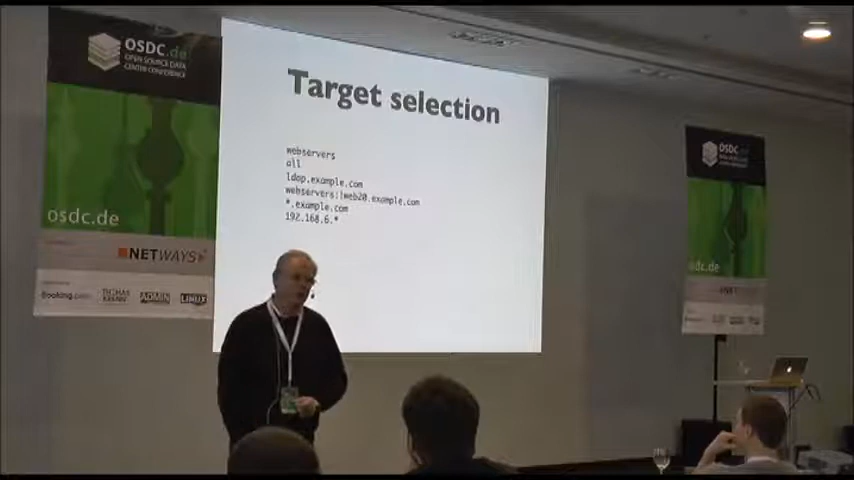 OSDC.de
OPEN SOURCE DATA
CENTER CONFERENCE
osdc.de
NETWAYS
Booking.com
THOMAS KRENN
ADMIN
LINUX
Target selection
webservers
all
ldap.example.com
webservers:!web20.example.com
*.example.com
192.168.6.*
OSDC
osdc.de